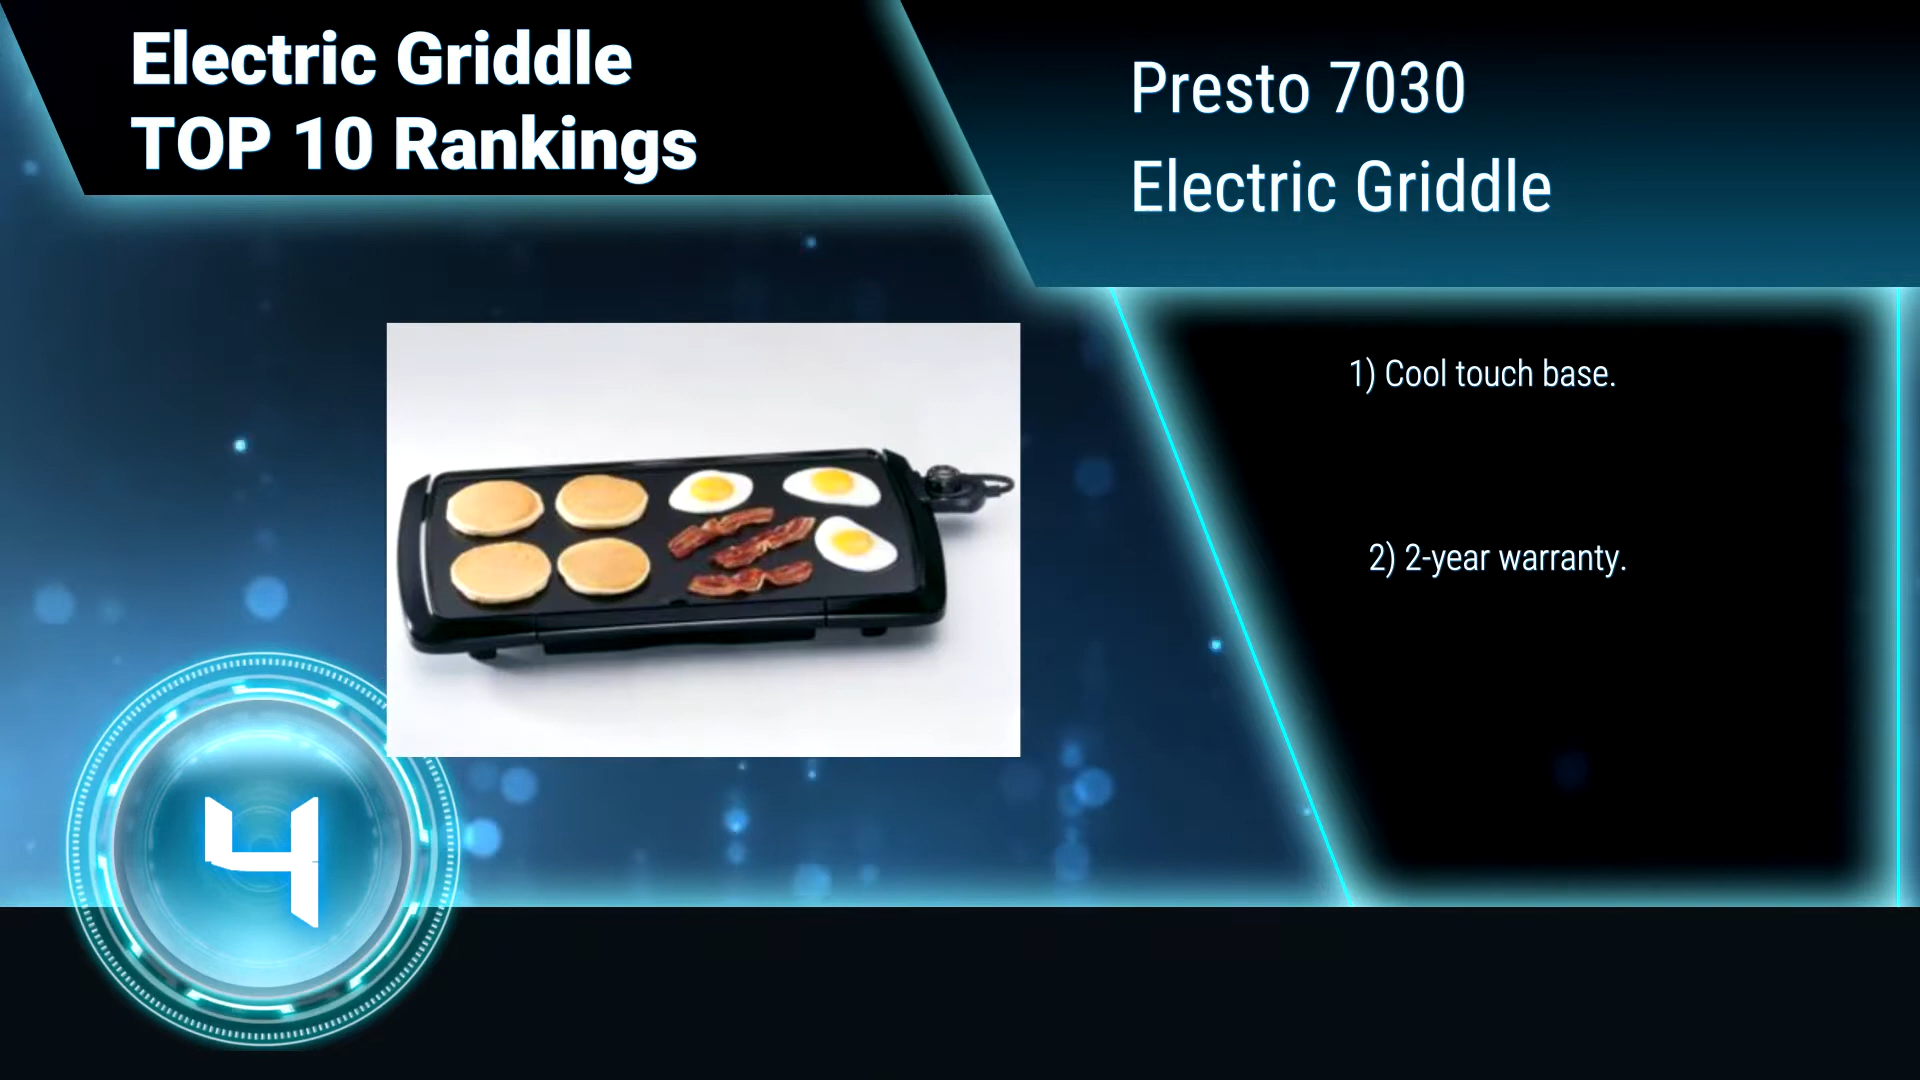 Electric Griddle
TOP 10 Rankings
Presto 7030
Electric Griddle
1) Cool touch base.
2) 2-year warranty.
4